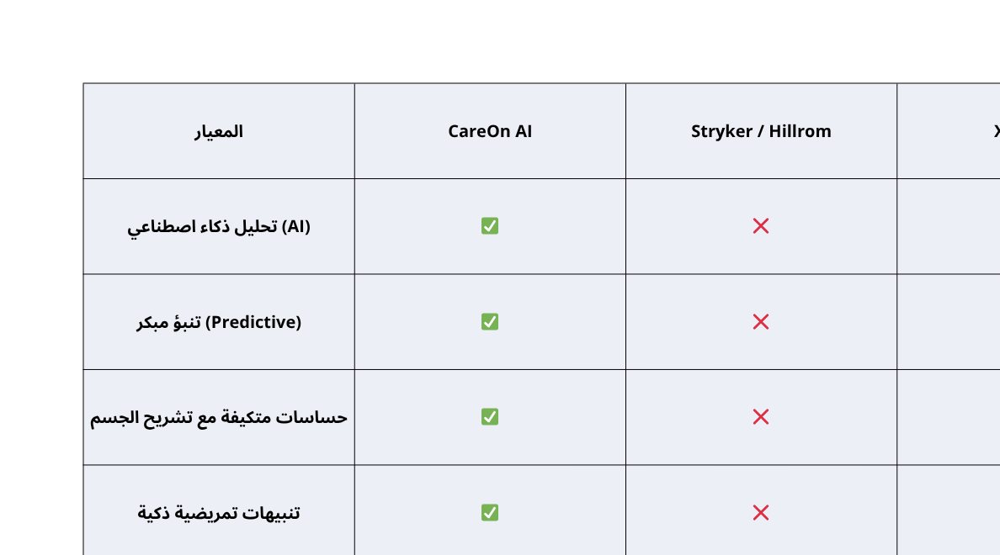 المعيار
CareOn AI
Stryker / Hillrom
تحليل ذكاء اصطناعي (AI)
✅
❌
تنبؤ مبكر (Predictive)
✅
❌
حساسات متكيفة مع تشريح الجسم
✅
❌
تنبيهات تمريضية ذكية
✅
❌